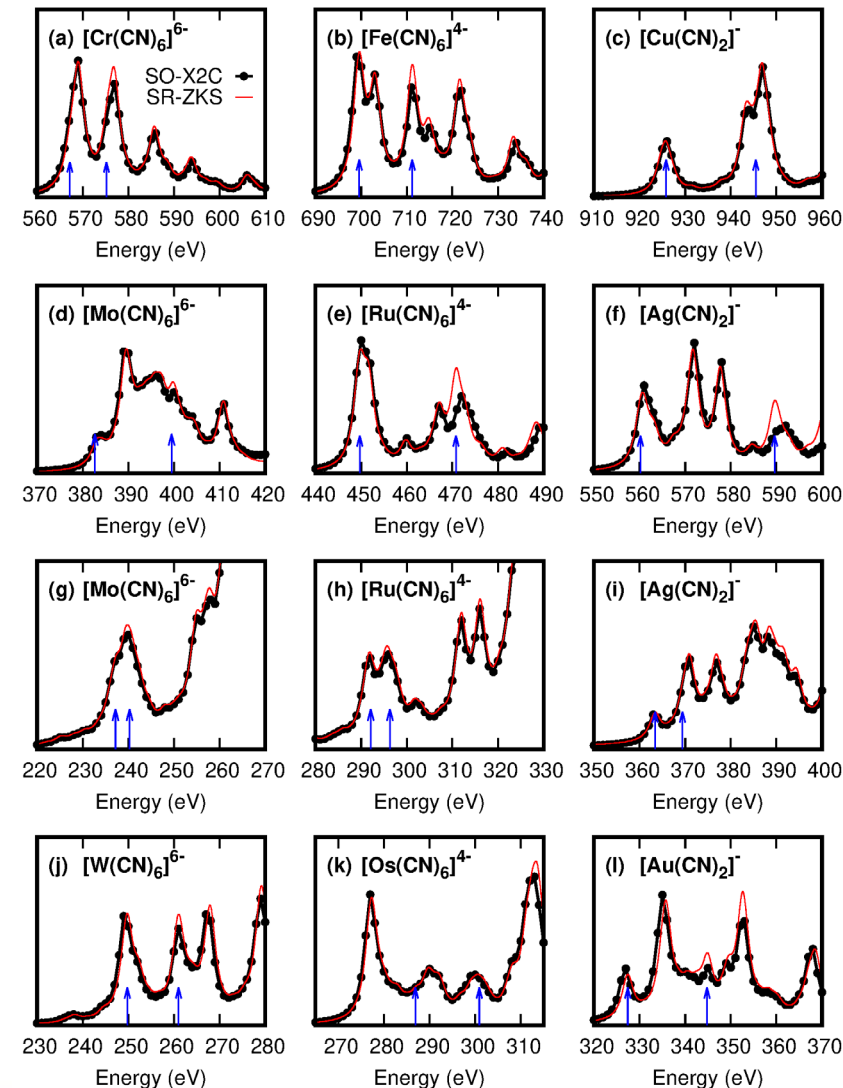 (a) [Cr(CN)6]6- (b) [Fe(CN)6]4- (c) [Cu(CN)2]-
SO-X2C
SR-ZKS
560 570 580 590 600 610 690 700 710 720 730 740 910 920 930 940 950 960
Energy (eV) Energy (eV) Energy (eV)
(d) [Mo(CN)6]6- (e) [Ru(CN)6]4- (f) [Ag(CN)2]-
370 380 390 400 410 420 440 450 460 470 480 490 550 560 570 580 590 600
Energy (eV) Energy (eV) Energy (eV)
(g) [Mo(CN)6]6- (h) [Ru(CN)6]4- (i) [Ag(CN)2]-
220 230 240 250 260 270 280 290 300 310 320 330 350 360 370 380 390 400
Energy (eV) Energy (eV) Energy (eV)
(j) [W(CN)6]6- (k) [Os(CN)6]4- (l) [Au(CN)2]-
230 240 250 260 270 280 270 280 290 300 310 320 330 340 350 360 370
Energy (eV) Energy (eV) Energy (eV)